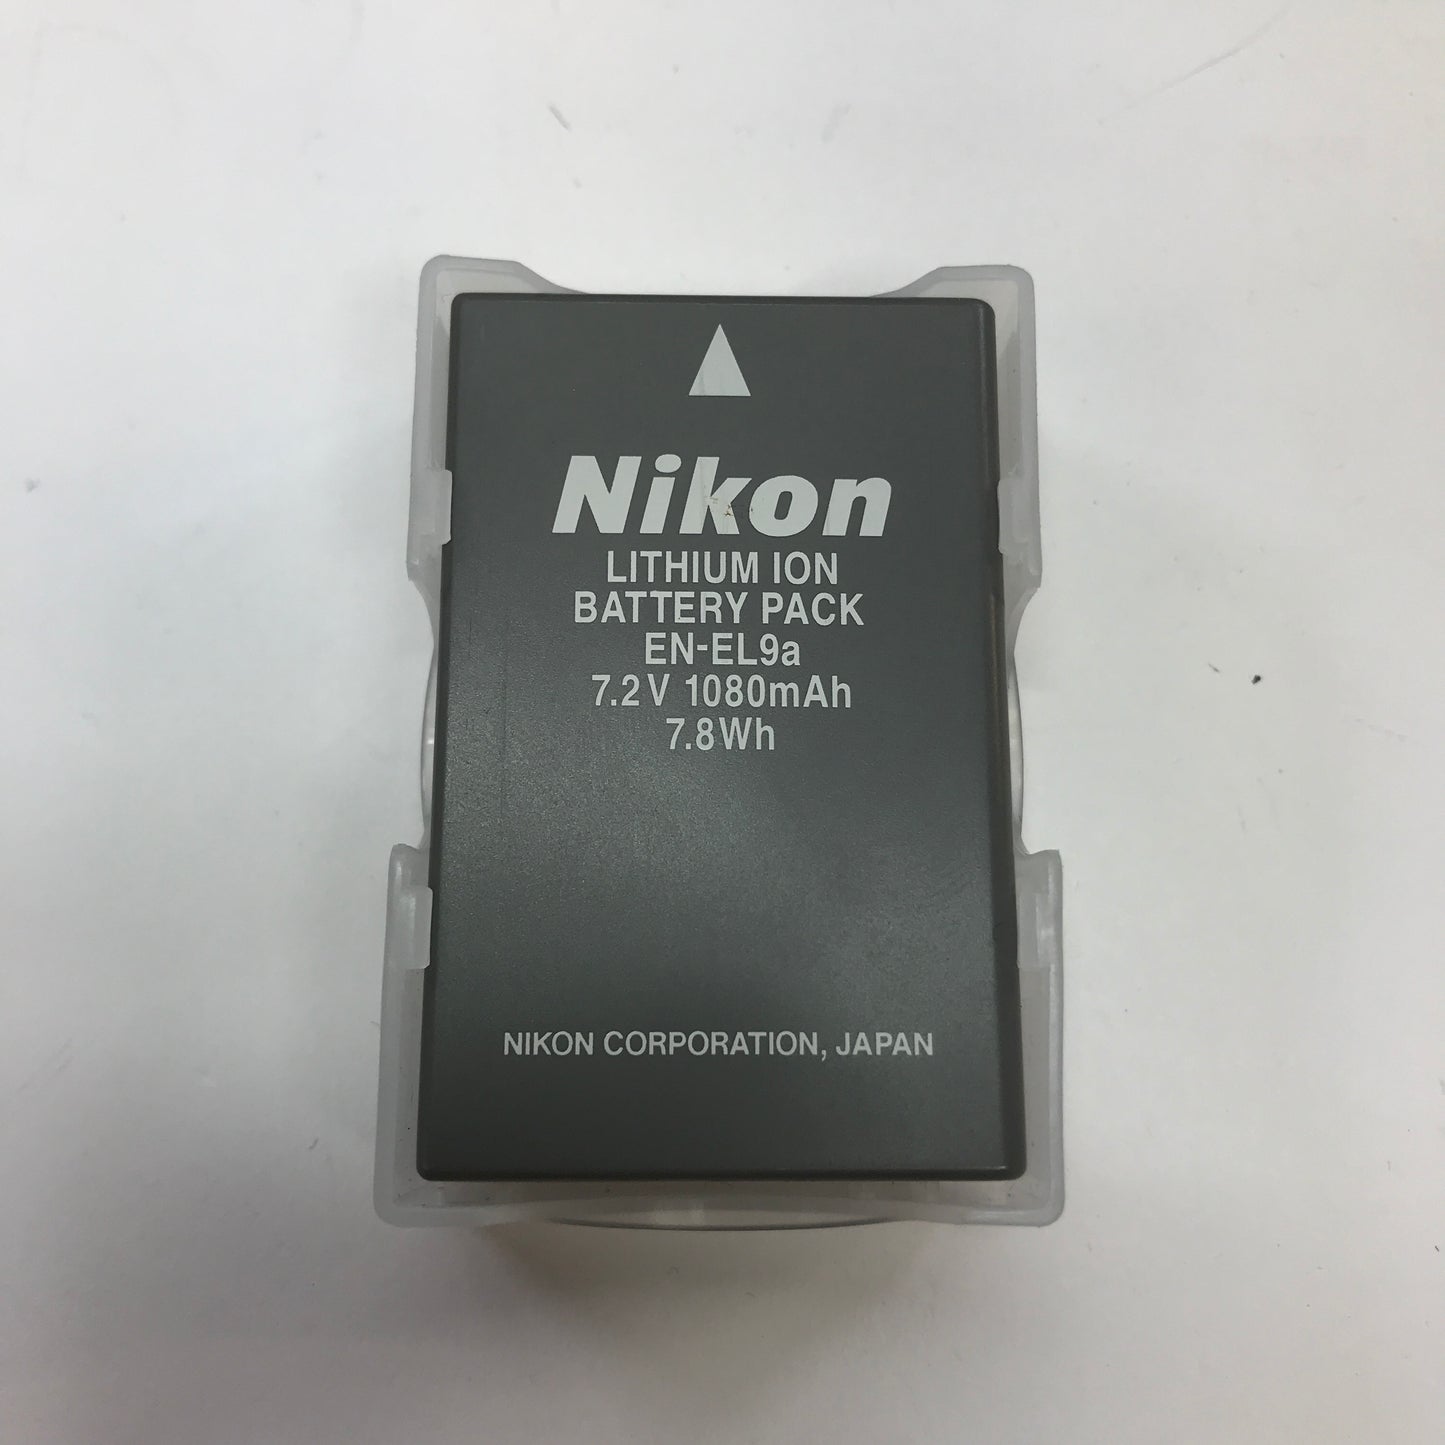 Nikon
LITHIUM ION
BATTERY PACK
EN-EL9a
7.2V 1080mAh
7.8Wh
NIKON CORPORATION, JAPAN